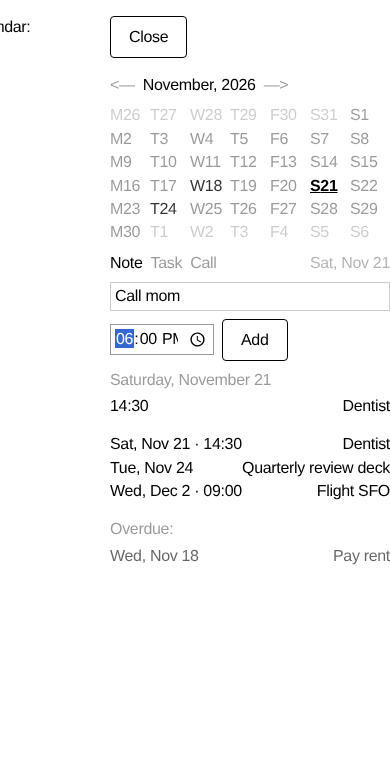 ndar:
Close
<— November, 2026 —>
M26 T27 W28 T29 F30 S31 S1
M2 T3 W4 T5 F6 S7 S8
M9 T10 W11 T12 F13 S14 S15
M16 T17 W18 T19 F20 S21 S22
M23 T24 W25 T26 F27 S28 S29
M30 T1 W2 T3 F4 S5 S6
Note Task Call Sat, Nov 21
Call mom
06:00 PM Add
Saturday, November 21
14:30 Dentist
Sat, Nov 21 · 14:30 Dentist
Tue, Nov 24 Quarterly review deck
Wed, Dec 2 · 09:00 Flight SFO
Overdue:
Wed, Nov 18 Pay rent